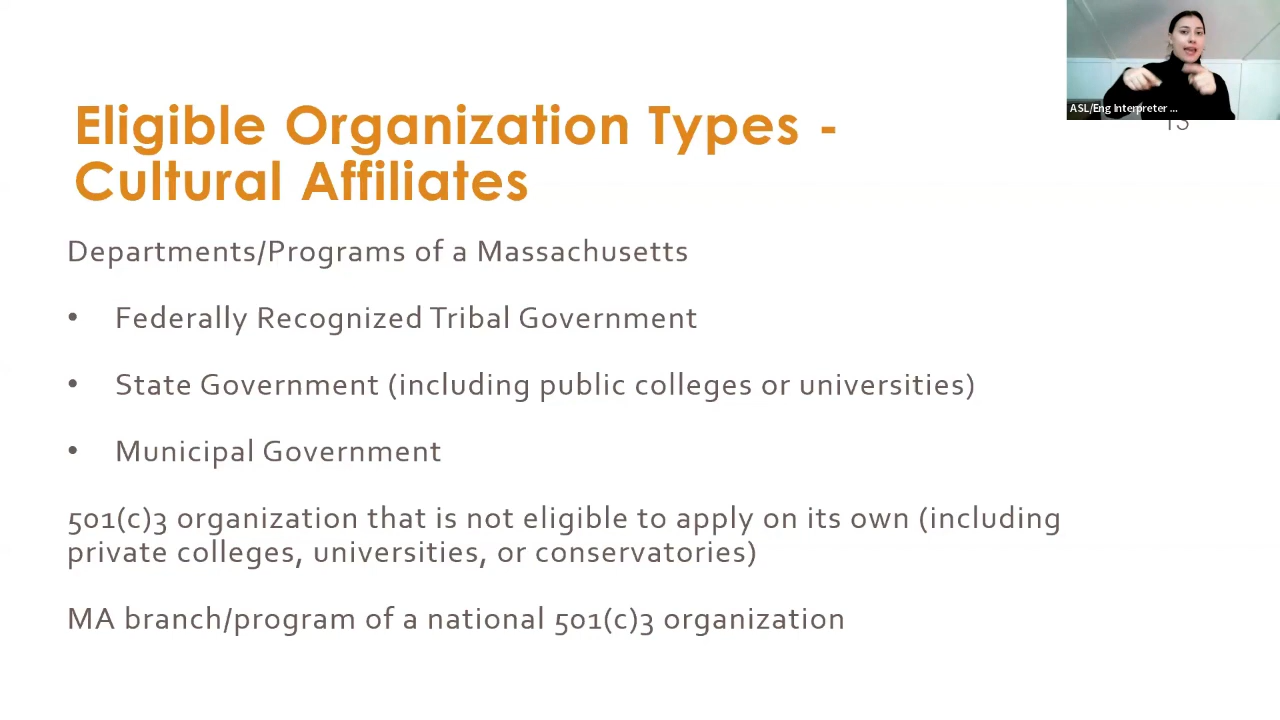 ASL/Eng Interpreter ...
Eligible Organization Types -
Cultural Affiliates
Departments/Programs of a Massachusetts
• Federally Recognized Tribal Government
• State Government (including public colleges or universities)
• Municipal Government
501(c)3 organization that is not eligible to apply on its own (including
private colleges, universities, or conservatories)
MA branch/program of a national 501(c)3 organization